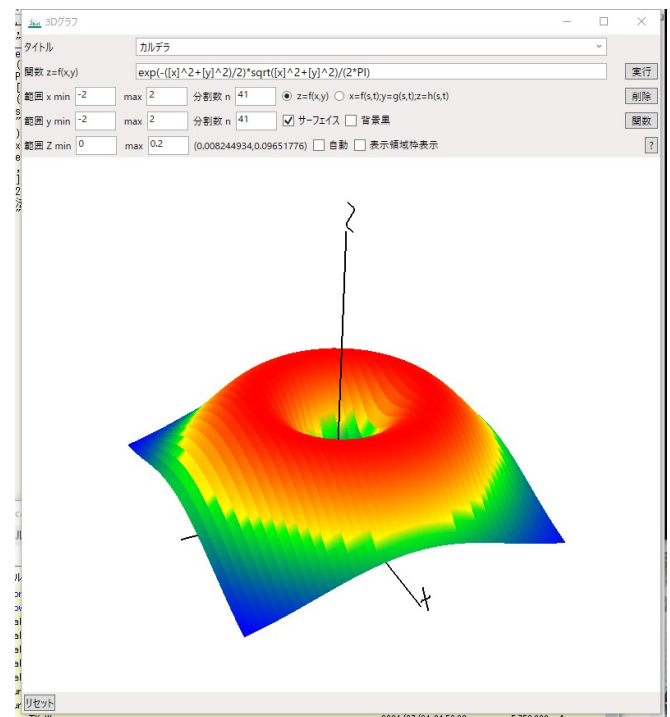 3Dグラフ
タイトル カルデラ
関数 z=f(x,y) exp(-([x]^2+[y]^2)/2)*sqrt([x]^2+[y]^2)/(2*PI) 実行
範囲 x min -2 max 2 分割数 n 41 z=f(x,y) x=f(s,t);y=g(s,t);z=h(s,t) 削除
範囲 y min -2 max 2 分割数 n 41 サーフェイス 背景黒 関数
範囲 Z min 0 max 0.2 (0.008244934,0.09651776) 自動 表示領域枠表示 ?
リセット